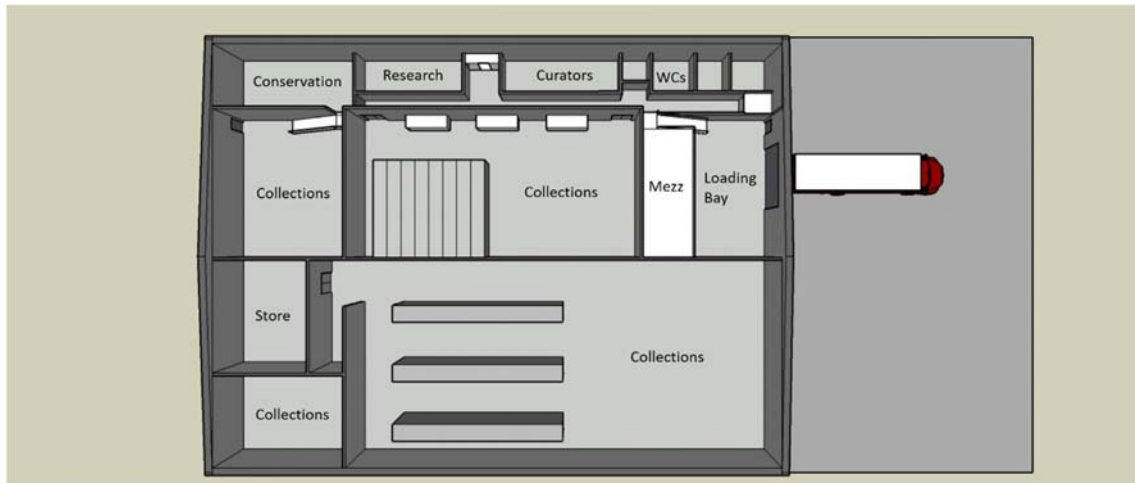 Conservation
Research
Curators
WCs
Collections
Collections
Mezz
Loading
Bay
Store
Collections
Collections